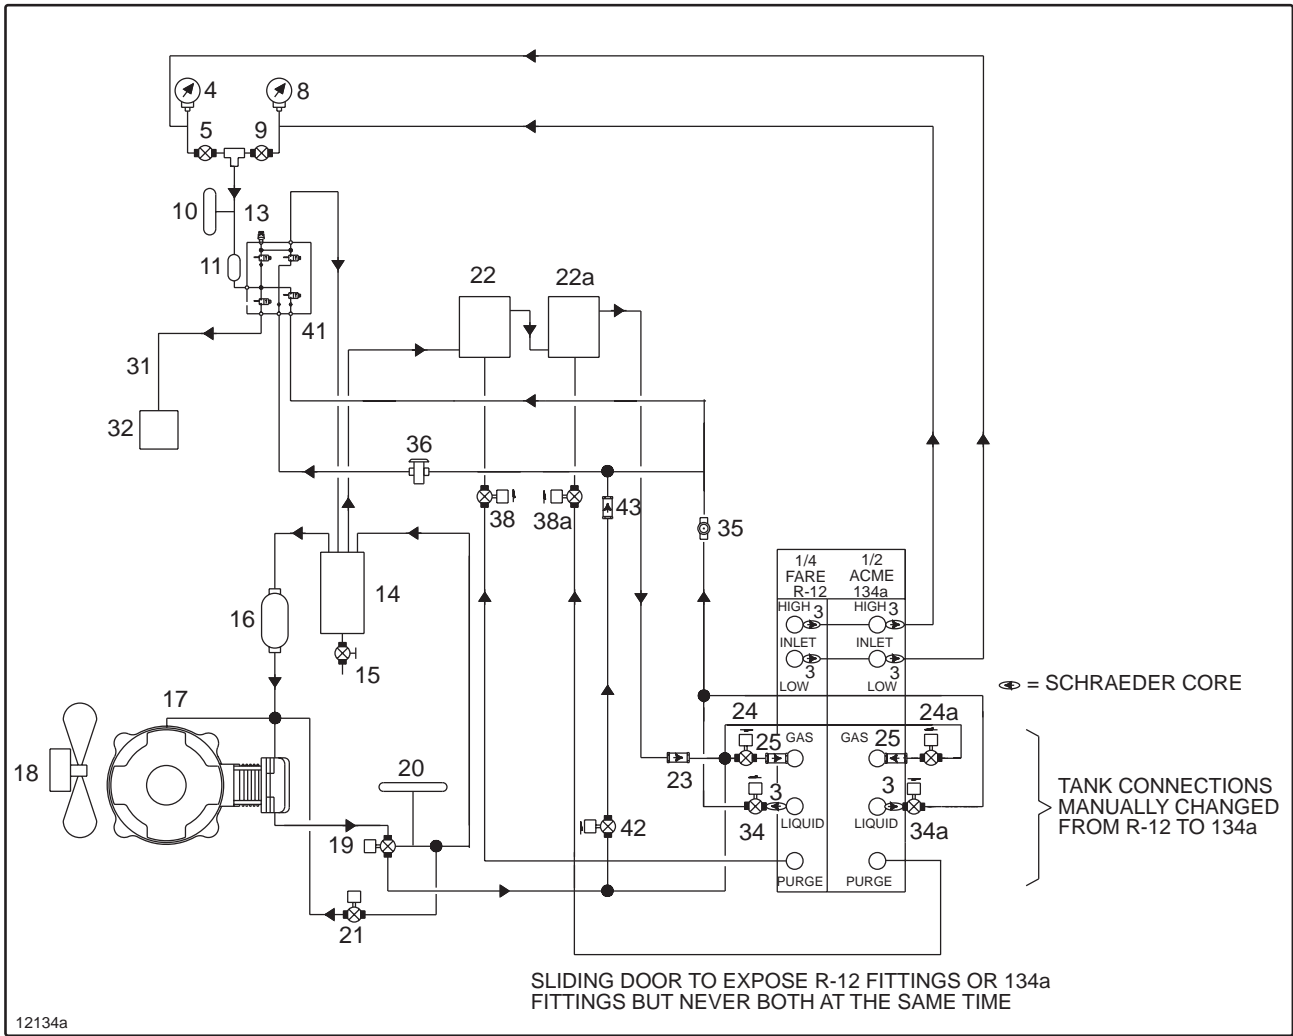 4
8
5
9
10
13
11
41
22
22a
31
32
36
38
38a
43
35
14
16
15
17
18
20
19
21
42
23
1/4
FARE
R-12
1/2
ACME
134a
HIGH
3
HIGH
3
INLET
INLET
3
3
LOW
LOW
= SCHRAEDER CORE
24
24a
25
GAS
GAS
25
3
3
34
LIQUID
LIQUID
34a
PURGE
PURGE
TANK CONNECTIONS
MANUALLY CHANGED
FROM R-12 TO 134a
SLIDING DOOR TO EXPOSE R-12 FITTINGS OR 134a
FITTINGS BUT NEVER BOTH AT THE SAME TIME
12134a